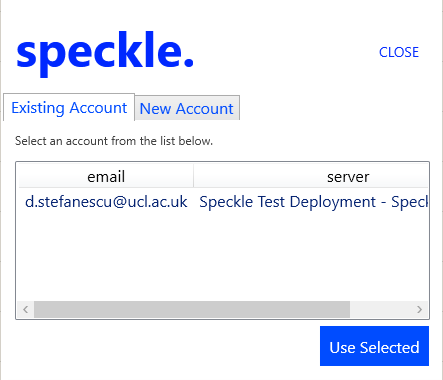 speckle.
CLOSE
Existing Account New Account
Select an account from the list below.
email server
d.stefanescu@ucl.ac.uk Speckle Test Deployment - Speck
Use Selected